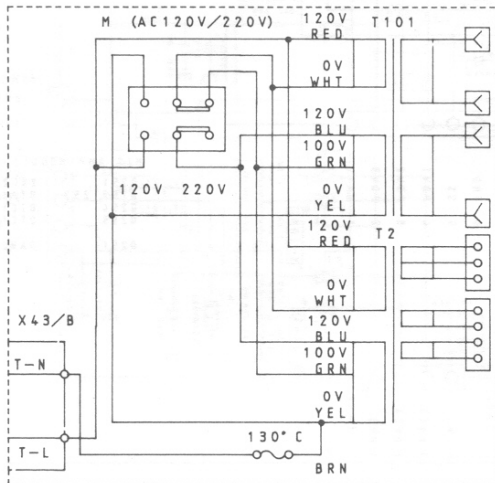 M (AC120V/220V)
120V
RED
T101
0V
WHT
120V
BLU
100V
GRN
120V 220V
0V
YEL
120V
RED
T2
0V
WHT
X43/B
120V
BLU
T-N
100V
GRN
0V
YEL
130°C
T-L
BRN